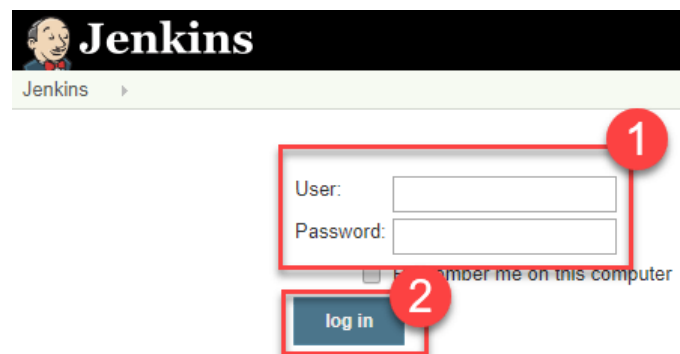 Jenkins
Jenkins
1
User:
Password:
me on this computer
2
log in